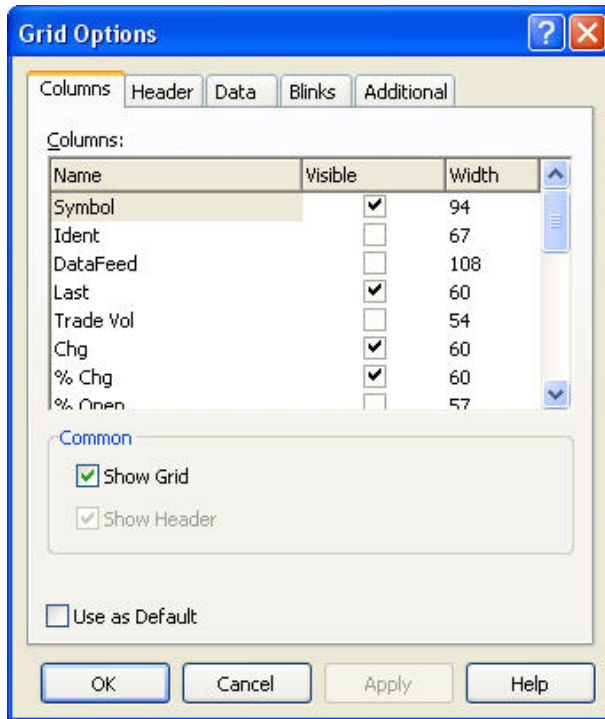 Grid Options
Columns Header Data Blinks Additional
Columns:
Name Visible Width
Symbol 94
Ident 67
DataFeed 108
Last 60
Trade Vol 54
Chg 60
% Chg 60
% Open 57
Common
Show Grid
Show Header
Use as Default
OK Cancel Apply Help